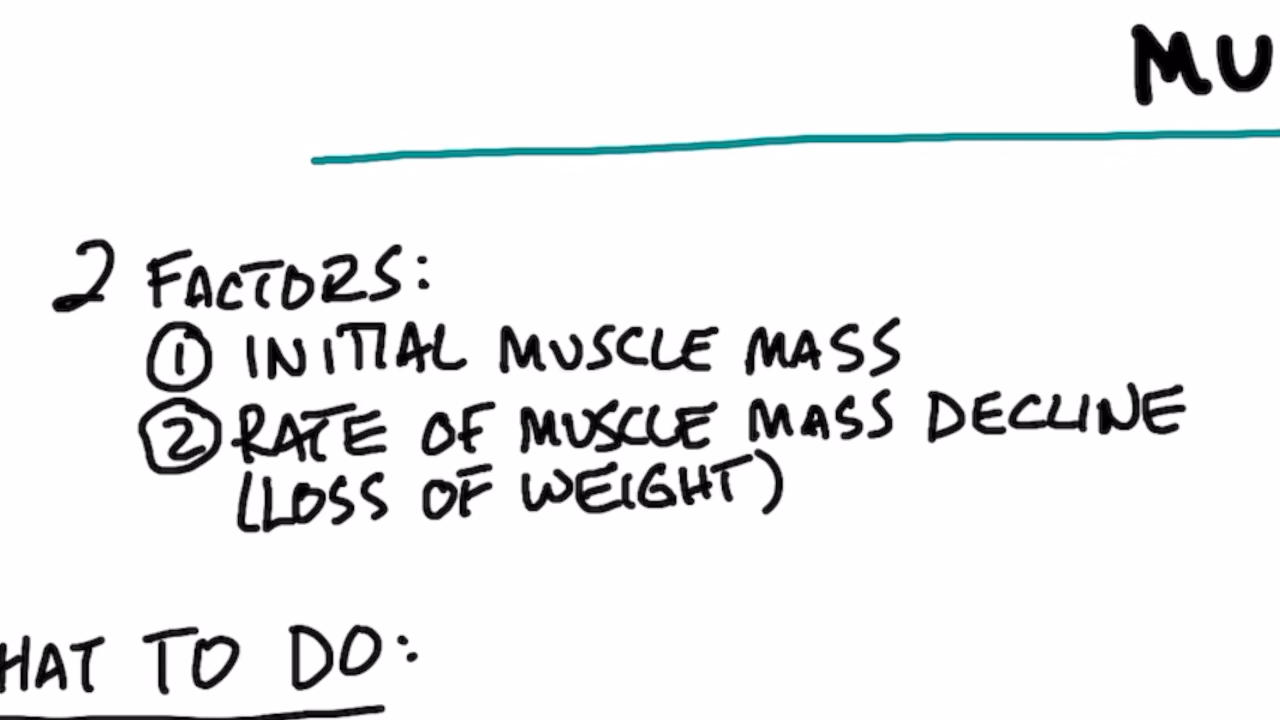 MU
2 FACTORS:
① INITIAL MUSCLE MASS
② RATE OF MUSCLE MASS DECLINE
(LOSS OF WEIGHT)
HAT TO DO: